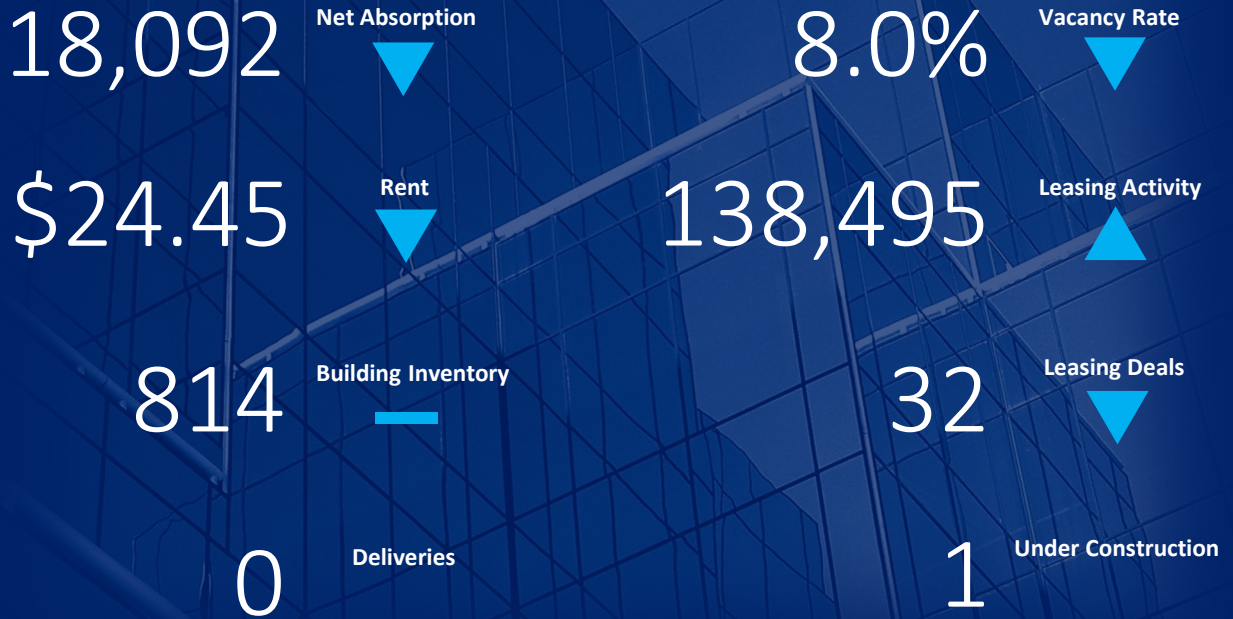 18,092
Net Absorption
8.0%
Vacancy Rate
$24.45
Rent
138,495
Leasing Activity
814
Building Inventory
32
Leasing Deals
0
Deliveries
1
Under Construction